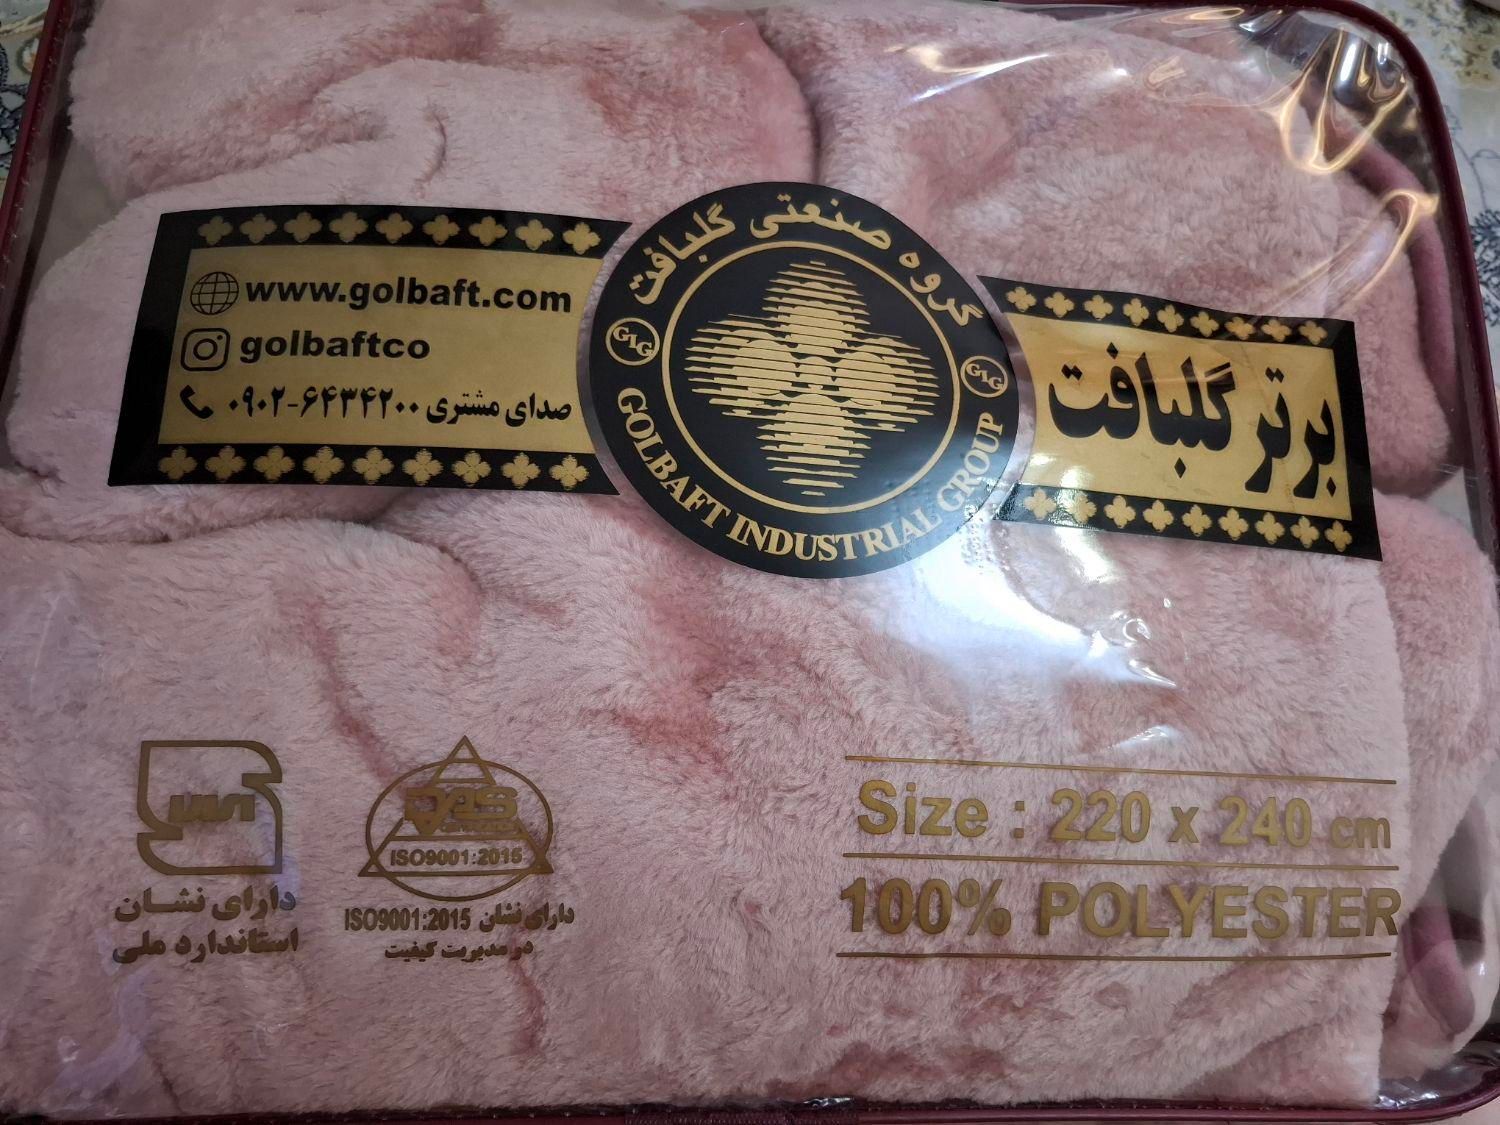 www.golbaft.com
golbaftco
صدای مشتری ۰۹۰۲-۶۴۳۴۲۰۰
گروه صنعتی گلبافت
GIG
GIG
GOLBAFT INDUSTRIAL GROUP
برتر گلبافت
دارای نشان
استاندارد ملی
QAS
ISO9001:2015
دارای نشان ISO9001:2015
در مدیریت کیفیت
Size : 220 x 240 cm
100% POLYESTER